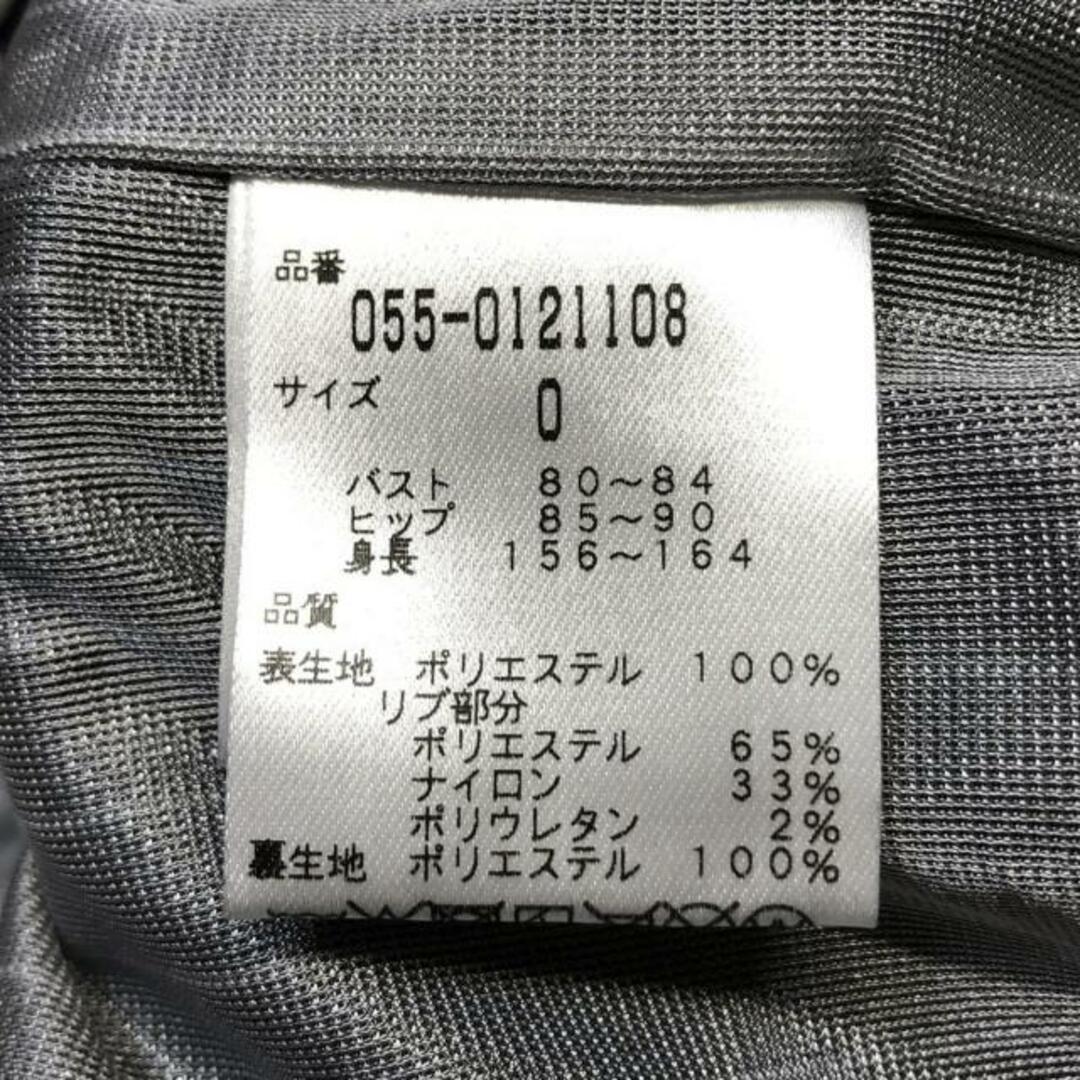 品番
055-0121108
サイズ
0
バスト 80～84
ヒップ 85～90
身長 156～164
品質
表生地 ポリエステル 100%
リブ部分
ポリエステル 65%
ナイロン 33%
ポリウレタン 2%
裏生地 ポリエステル 100%